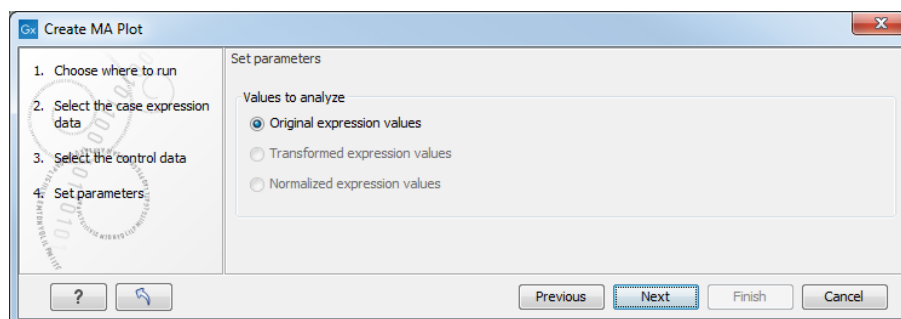 Gx Create MA Plot
X
1. Choose where to run
2. Select the case expression
data
3. Select the control data
4. Set parameters
Set parameters
Values to analyze
Original expression values
Transformed expression values
Normalized expression values
?
Previous
Next
Finish
Cancel